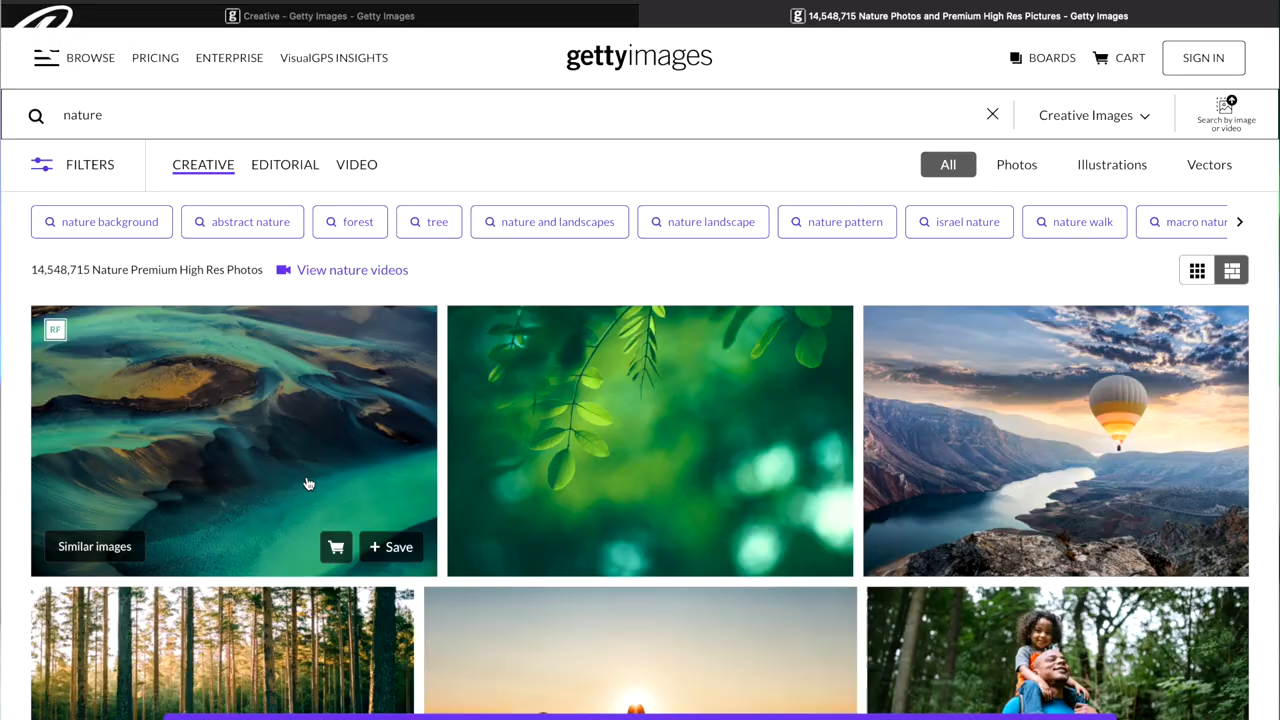 Creative - Getty Images - Getty Images
14,548,715 Nature Photos and Premium High Res Pictures - Getty Images
BROWSE PRICING ENTERPRISE VisualGPS INSIGHTS gettyimages BOARDS CART SIGN IN
nature Creative Images Search by image or video
FILTERS CREATIVE EDITORIAL VIDEO All Photos Illustrations Vectors
nature background abstract nature forest tree nature and landscapes nature landscape nature pattern israel nature nature walk macro natur
14,548,715 Nature Premium High Res Photos View nature videos
RF
Similar images + Save